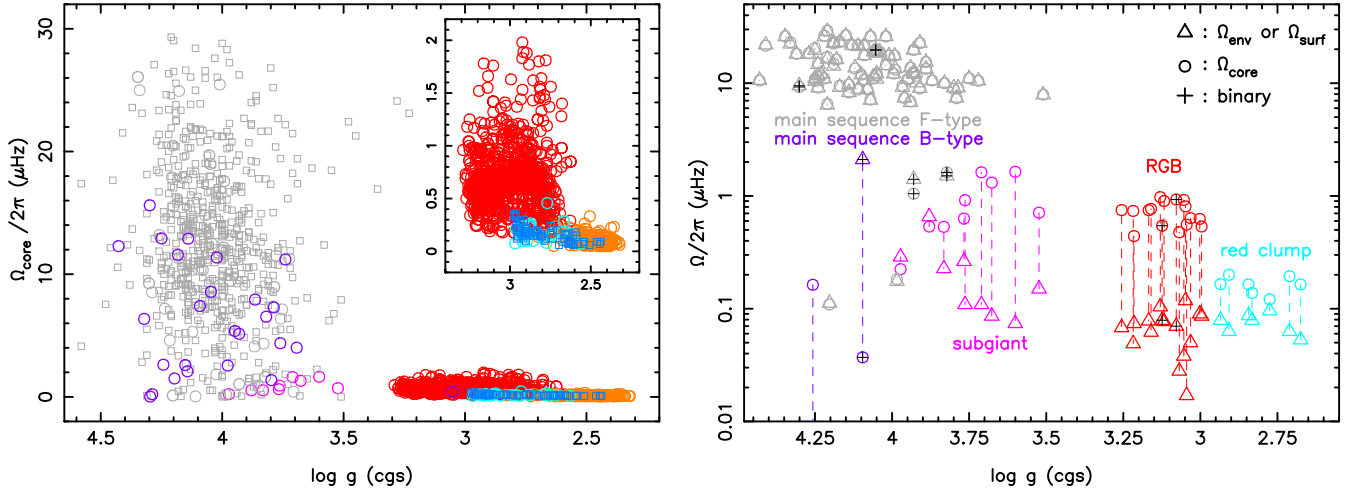 Ω_core/2π (μHz)
30
20
10
0
4.5
4
3
2.5
log g (cgs)
2
1.5
1
0.5
0
3
2.5
Ω/2π (μHz)
10
1
0.1
0.01
4.25
4
3.75
3.5
3.25
3
2.75
log g (cgs)
△ : Ω_env or Ω_surf
○ : Ω_core
+ : binary
main sequence F-type
main sequence B-type
RGB
red clump
subgiant